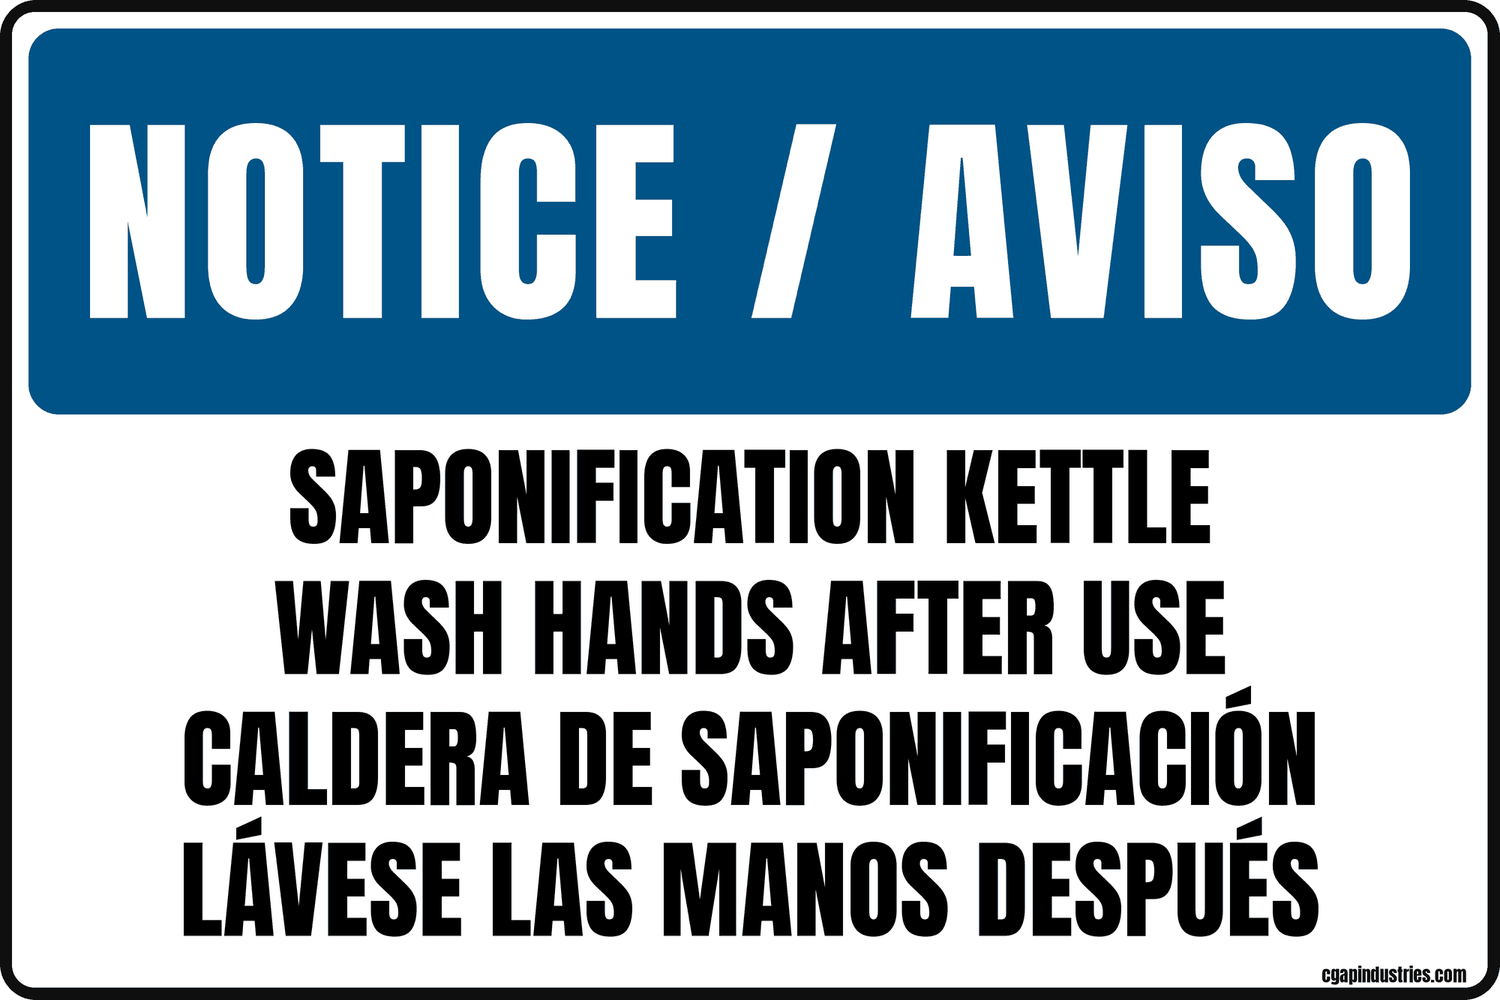 NOTICE / AVISO
SAPONIFICATION KETTLE
WASH HANDS AFTER USE
CALDERA DE SAPONIFICACIÓN
LÁVESE LAS MANOS DESPUÉS
cgapindustries.com